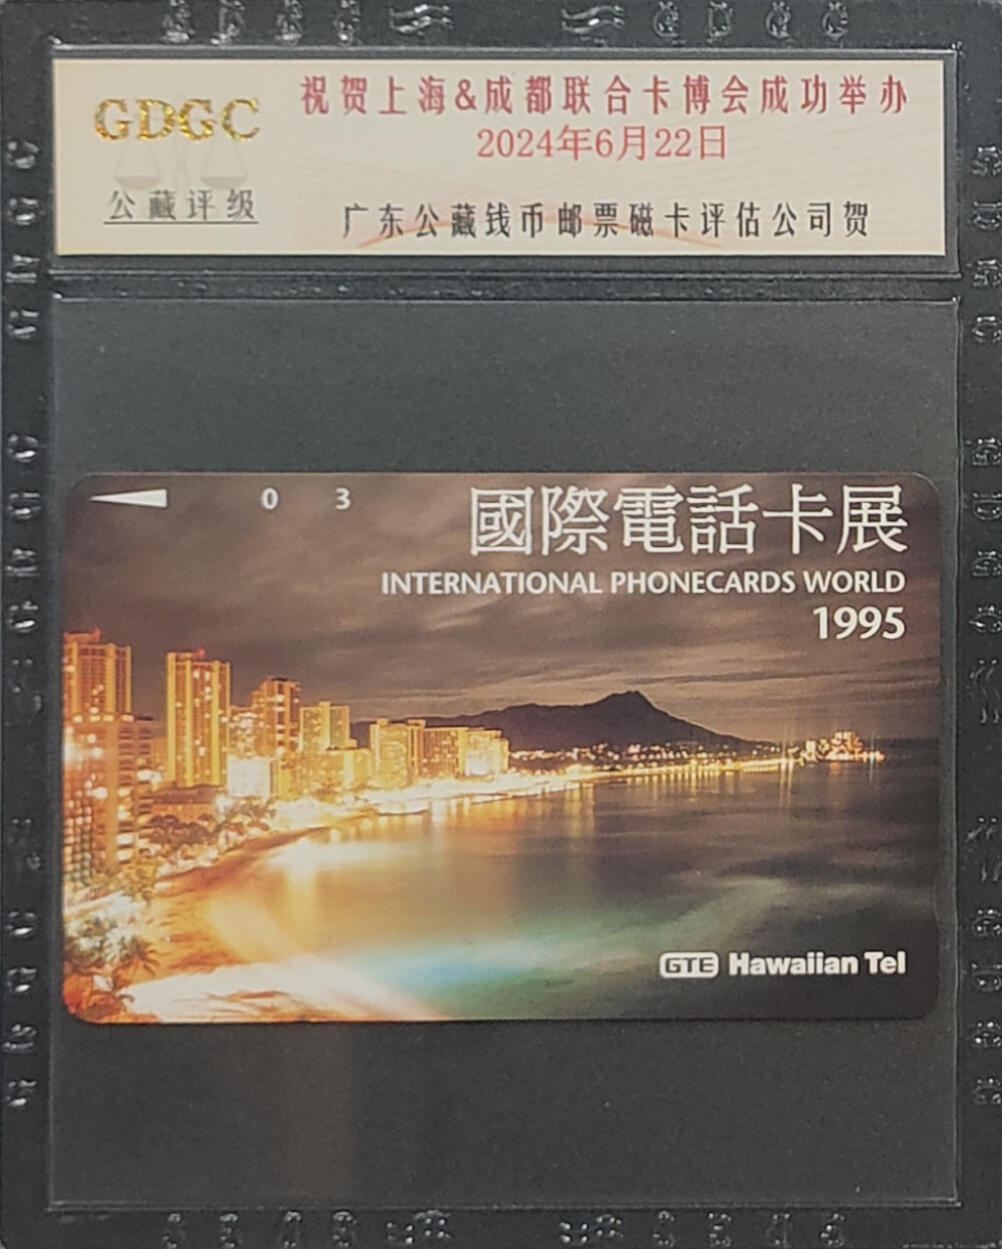 GDGC
公藏评级
祝贺上海&成都联合卡博会成功举办
2024年6月22日
广东公藏钱币邮票磁卡评估公司贺
0 3
國際電話卡展
INTERNATIONAL PHONECARDS WORLD
1995
GTE Hawaiian Tel